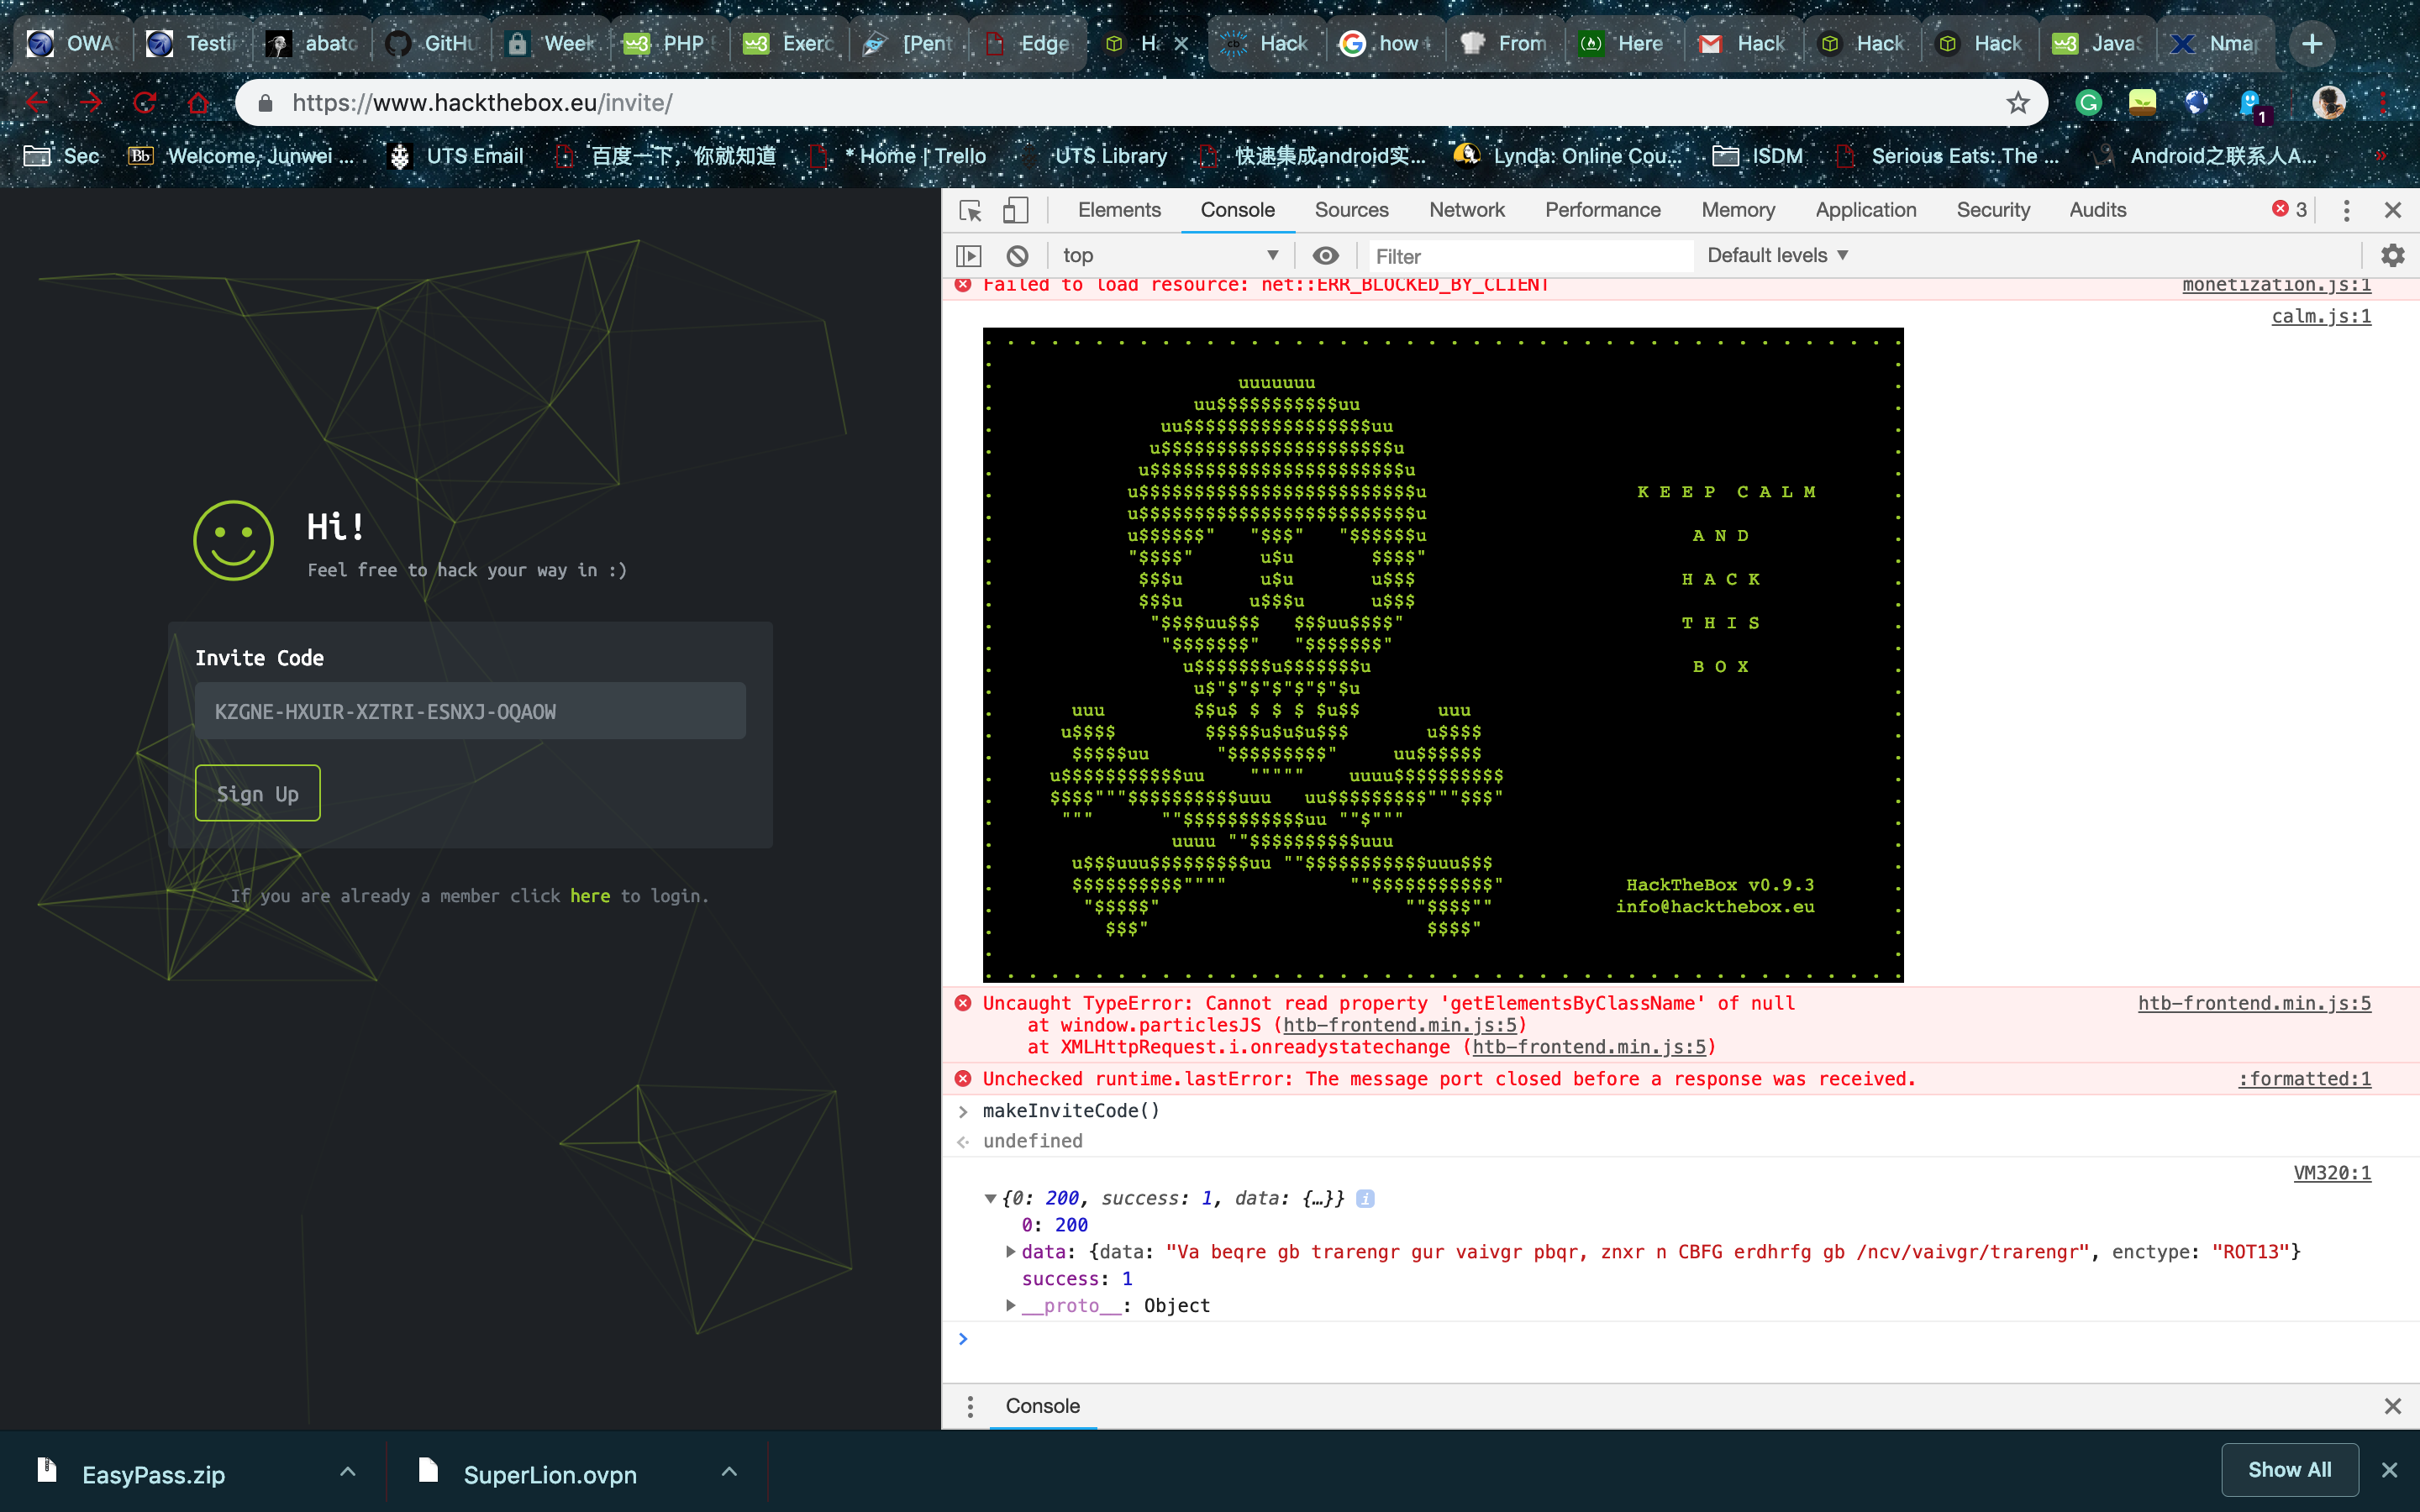 OWA
Testi
abato
GitHu
Week
PHP
Exerc
[Pent
Edge
Ha
Hack
how
From
Here
Hack
Hack
Hack
JavaS
Nmap
https://www.hackthebox.eu/invite/
1
Sec
Bb
Welcome, Junwei ...
UTS Email
百度一下，你就知道
* Home | Trello
UTS Library
快速集成android实...
Lynda: Online Cou...
ISDM
Serious Eats: The ...
Android之联系人A...
»
Hi!
Feel free to hack your way in :)
Invite Code
KZGNE-HXUIR-XZTRI-ESNXJ-OQAOW
Sign Up
If you are already a member click here to login.
Elements Console Sources Network Performance Memory Application Security Audits 3
top Filter Default levels
Failed to load resource: net::ERR_BLOCKED_BY_CLIENT monetization.js:1
calm.js:1
K E E P  C A L M
A N D
H A C K
T H I S
B O X
HackTheBox v0.9.3
info@hackthebox.eu
Uncaught TypeError: Cannot read property 'getElementsByClassName' of null htb-frontend.min.js:5
at window.particlesJS (htb-frontend.min.js:5)
at XMLHttpRequest.i.onreadystatechange (htb-frontend.min.js:5)
Unchecked runtime.lastError: The message port closed before a response was received. :formatted:1
makeInviteCode()
undefined
VM320:1
{0: 200, success: 1, data: {…}} i
0: 200
data: {data: "Va beqre gb trarengr gur vaivgr pbqr, znxr n CBFG erdhrfg gb /ncv/vaivgr/trarengr", enctype: "ROT13"}
success: 1
__proto__: Object
Console
EasyPass.zip
SuperLion.ovpn
Show All